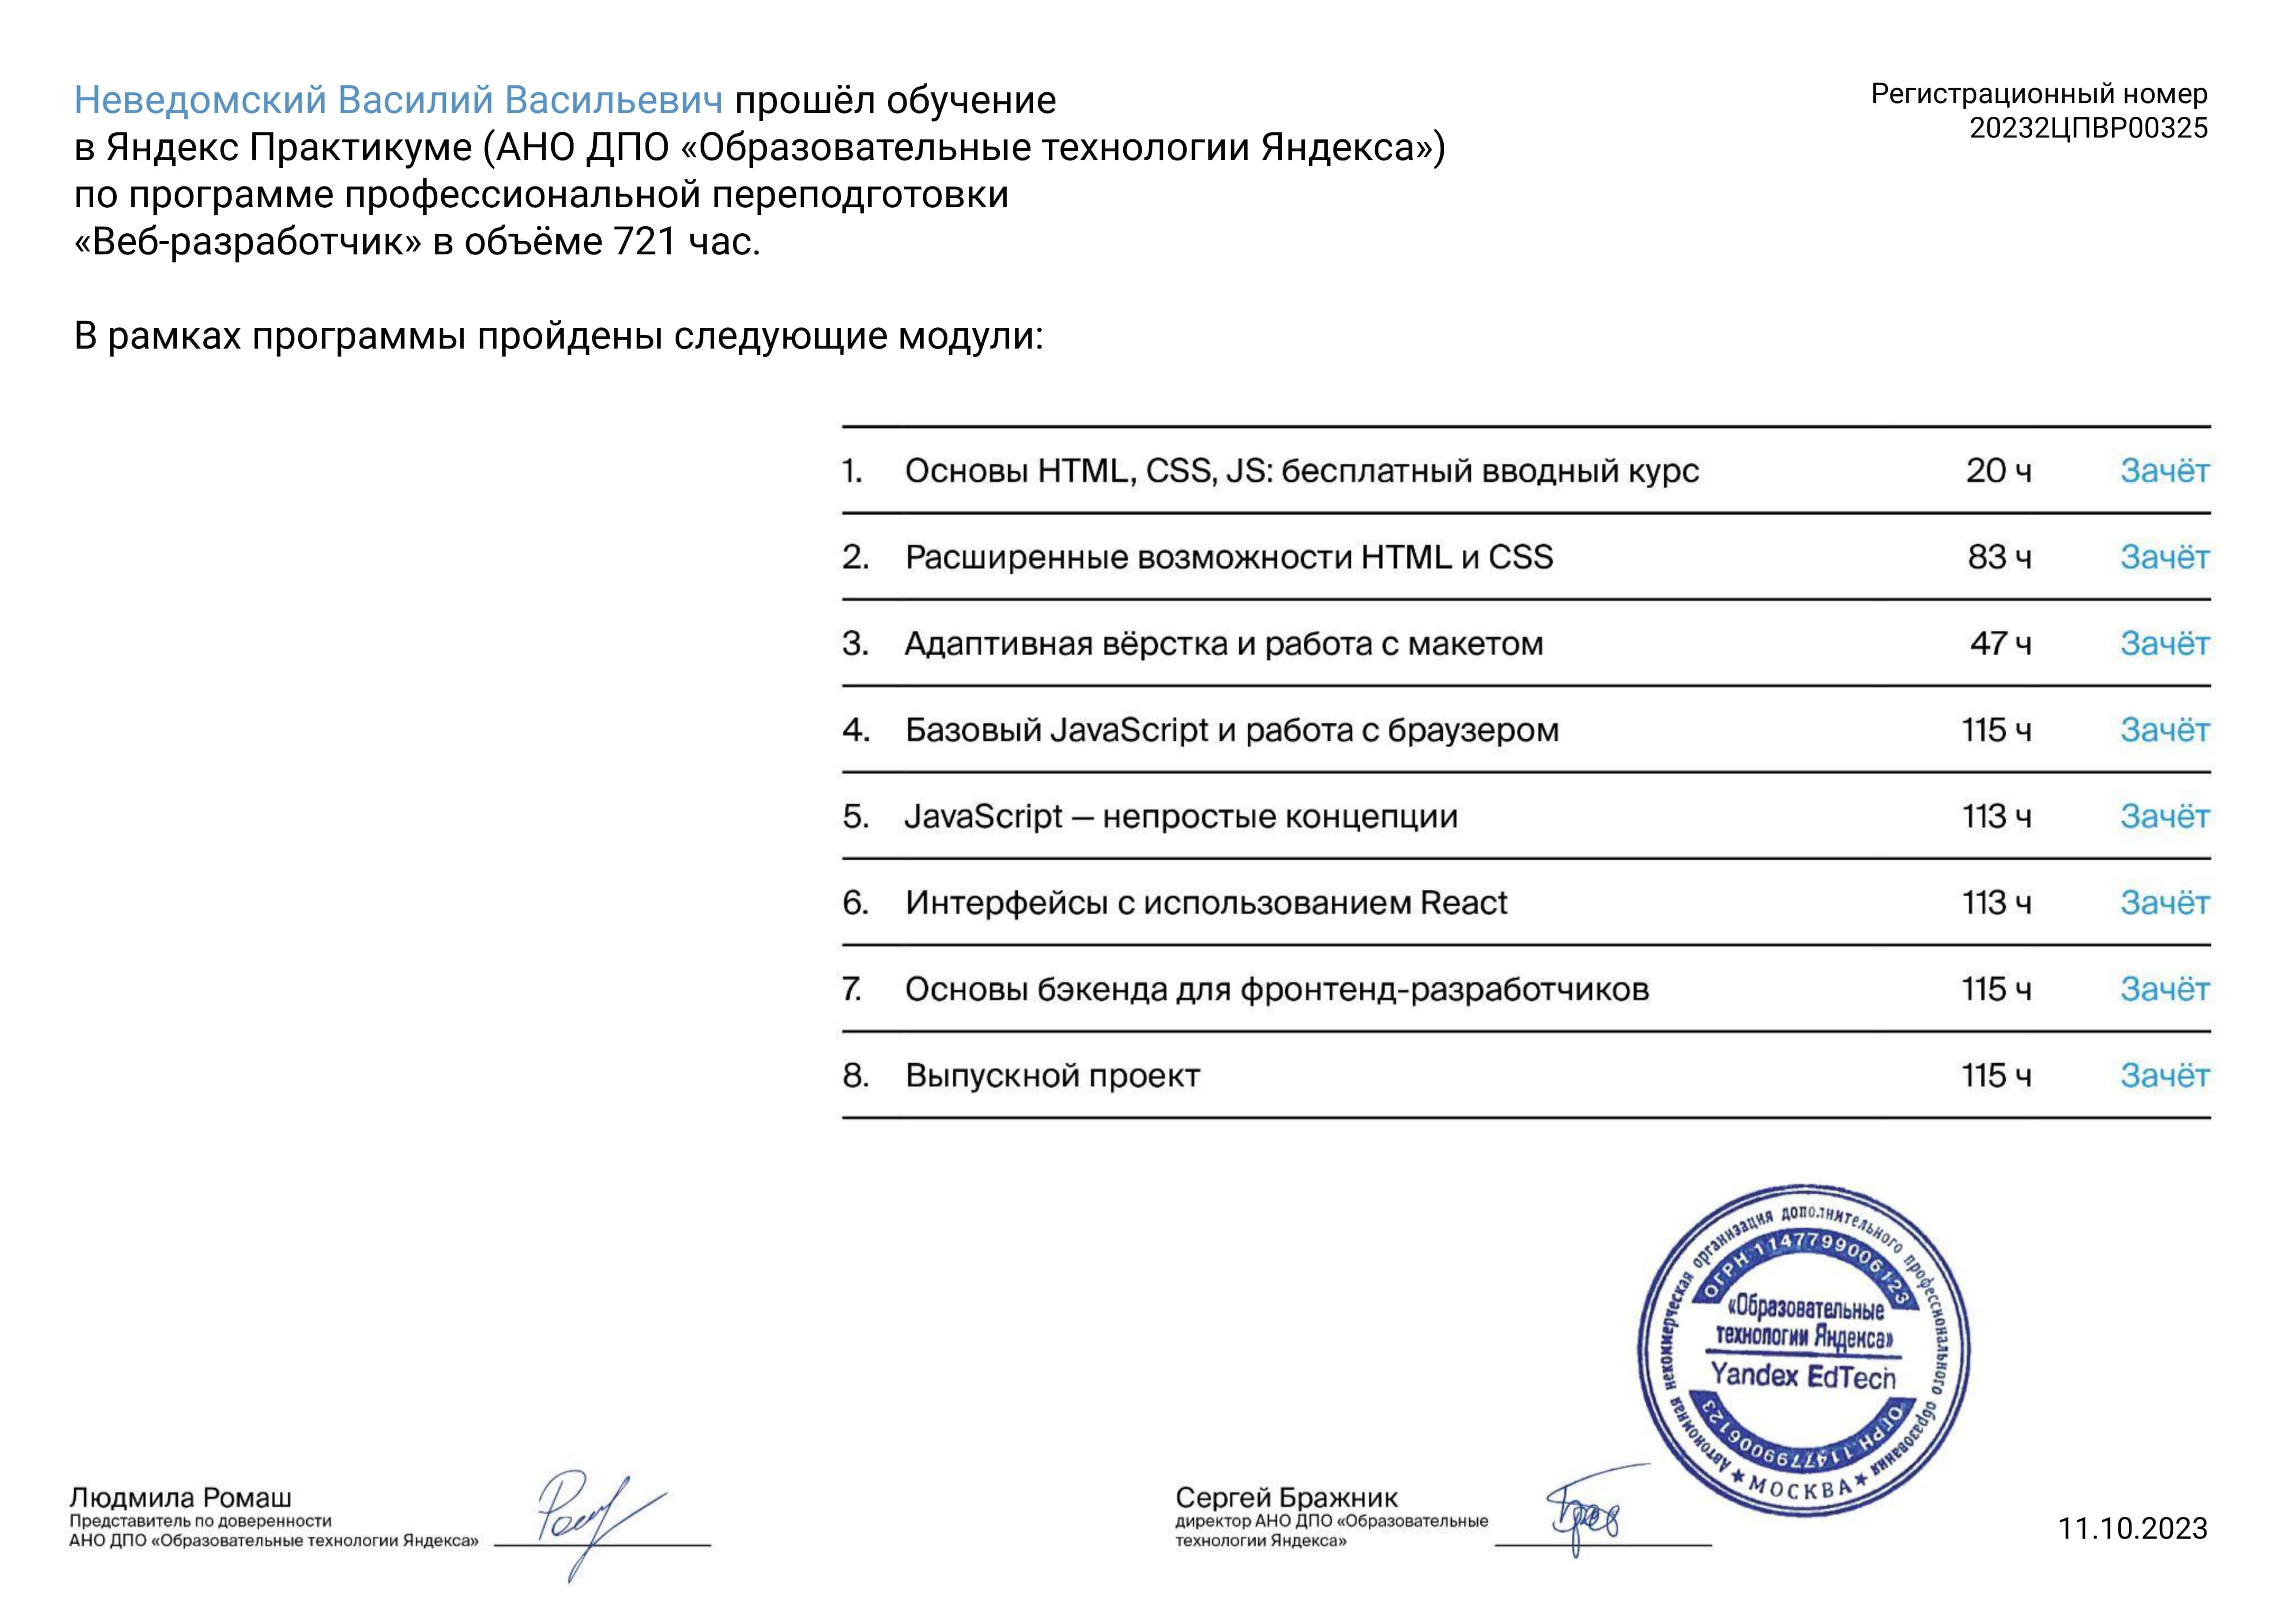 Неведомский Василий Васильевич прошёл обучение
в Яндекс Практикуме (АНО ДПО «Образовательные технологии Яндекса»)
по программе профессиональной переподготовки
«Веб-разработчик» в объёме 721 час.
Регистрационный номер
20232ЦПВР00325
В рамках программы пройдены следующие модули:
1. Основы HTML, CSS, JS: бесплатный вводный курс 20 ч Зачёт
2. Расширенные возможности HTML и CSS 83 ч Зачёт
3. Адаптивная вёрстка и работа с макетом 47 ч Зачёт
4. Базовый JavaScript и работа с браузером 115 ч Зачёт
5. JavaScript — непростые концепции 113 ч Зачёт
6. Интерфейсы с использованием React 113 ч Зачёт
7. Основы бэкенда для фронтенд-разработчиков 115 ч Зачёт
8. Выпускной проект 115 ч Зачёт
Автономная некоммерческая организация дополнительного профессионального образования
ОГРН 1147799006123
«Образовательные
технологии Яндекса»
Yandex EdTech
ОГРН 1147799006123
★ МОСКВА ★
Людмила Ромаш
Представитель по доверенности
АНО ДПО «Образовательные технологии Яндекса»
Сергей Бражник
директор АНО ДПО «Образовательные
технологии Яндекса»
11.10.2023